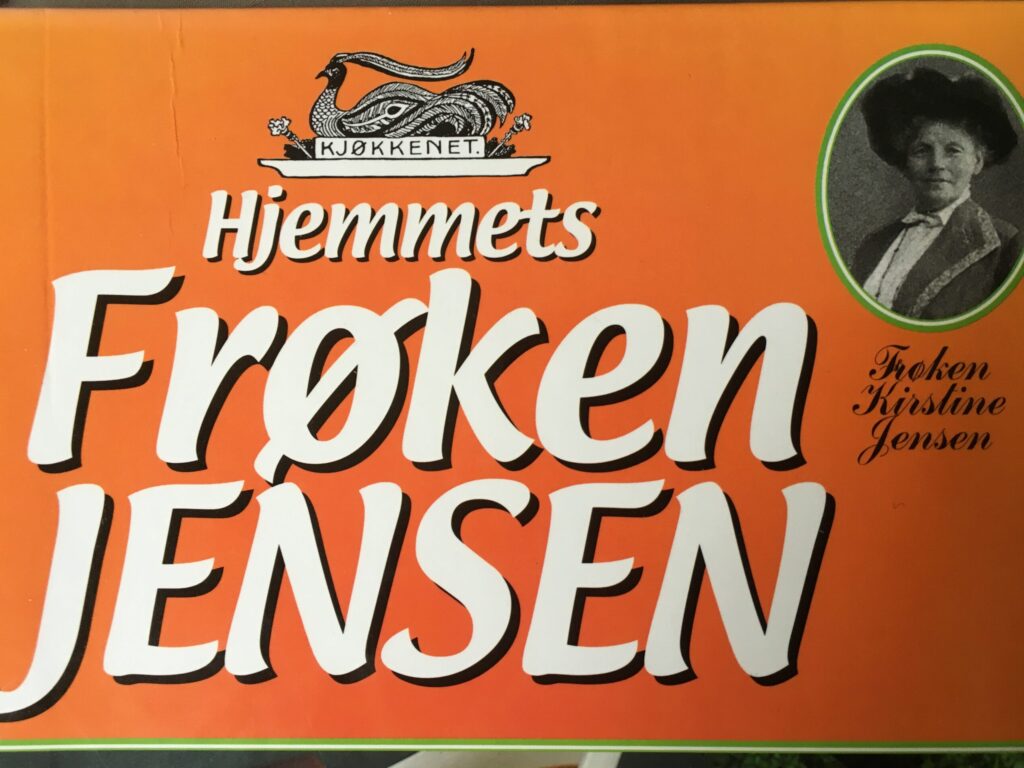 KJØKKENET.
Hjemmets
Frøken
JENSEN
Frøken
Kirstine
Jensen